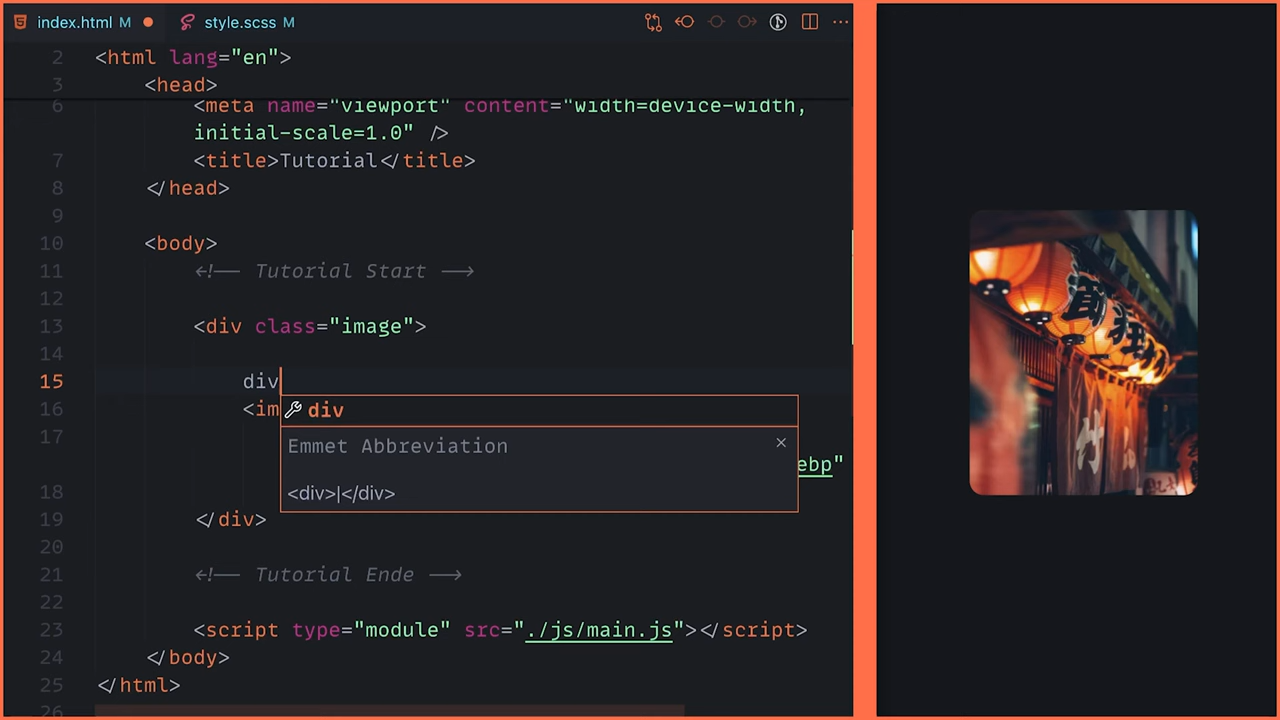 index.html M
style.scss M
2 <html lang="en">
3 <head>
6 <meta name="viewport" content="width=device-width,
initial-scale=1.0" />
7 <title>Tutorial</title>
8 </head>
9
10 <body>
11 <!-- Tutorial Start -->
12
13 <div class="image">
14
15 div
16 <im
div
17
Emmet Abbreviation
ebp"
18
<div>|</div>
19 </div>
20
21 <!-- Tutorial Ende -->
22
23 <script type="module" src="./js/main.js"></script>
24 </body>
25 </html>
26
竹